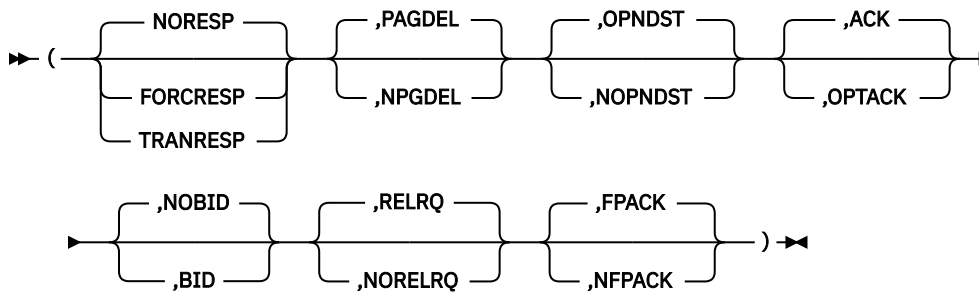 NORESP ,PAGDEL ,OPNDST ,ACK
(
FORCRESP ,NPGDEL ,NOPNDST ,OPTACK
TRANRESP
,NOBID ,RELRQ ,FPACK
)
,BID ,NORELRQ ,NFPACK